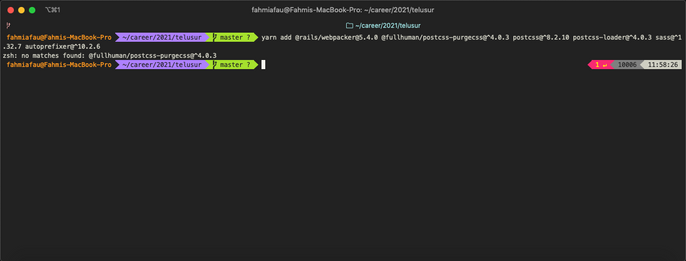 ⌥⌘1
fahmiafau@Fahmis-MacBook-Pro: ~/career/2021/telusur
~/career/2021/telusur
fahmiafau@Fahmis-MacBook-Pro ~/career/2021/telusur master ? yarn add @rails/webpacker@5.4.0 @fullhuman/postcss-purgecss@^4.0.3 postcss@^8.2.10 postcss-loader@^4.0.3 sass@^1
.32.7 autoprefixer@^10.2.6
zsh: no matches found: @fullhuman/postcss-purgecss@^4.0.3
fahmiafau@Fahmis-MacBook-Pro ~/career/2021/telusur master ? 1 ↵ 10006 11:58:26